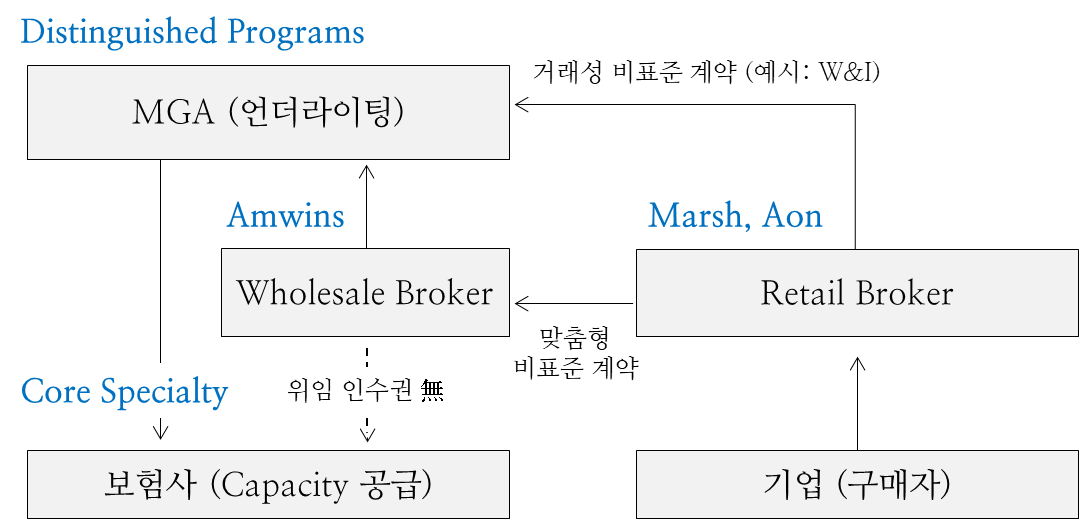 Distinguished Programs
거래성 비표준 계약 (예시: W&I)
MGA (언더라이팅)
Amwins
Marsh, Aon
Wholesale Broker
Retail Broker
맞춤형
비표준 계약
Core Specialty
위임 인수권 無
보험사 (Capacity 공급)
기업 (구매자)